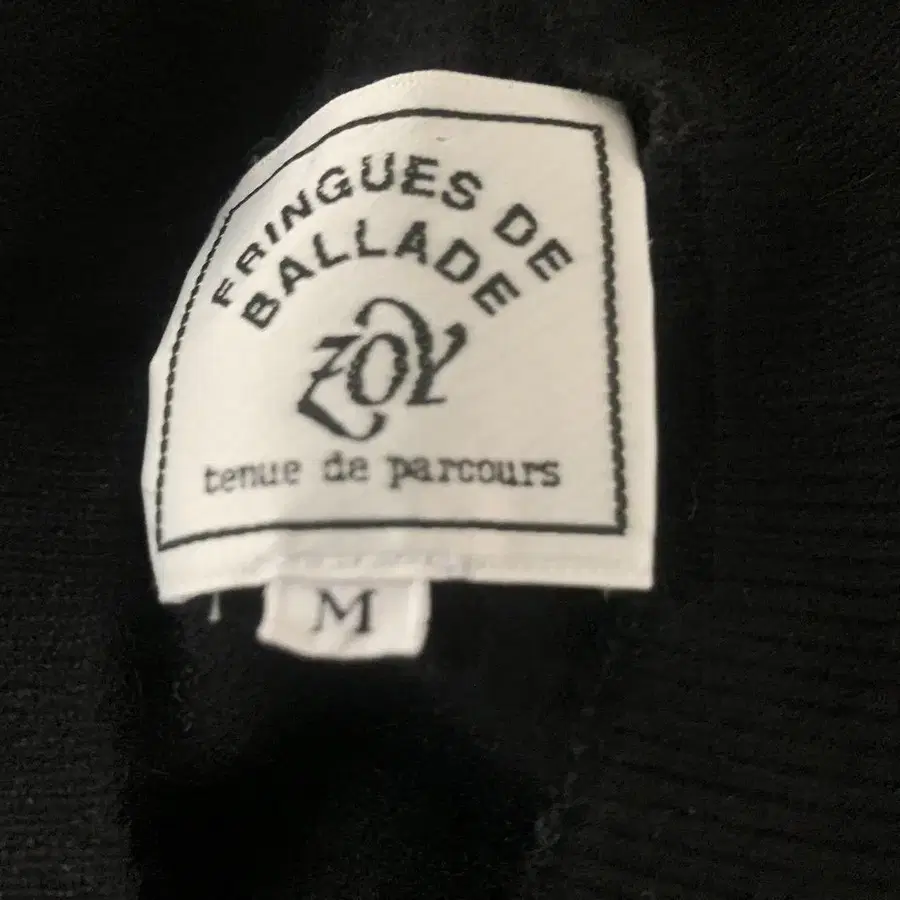 FRINGUES DE
BALLADE
ZOY
tenue de parcours
M